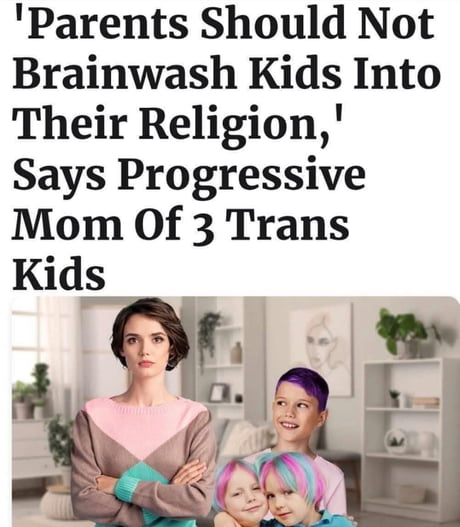 'Parents Should Not
Brainwash Kids Into
Their Religion,'
Says Progressive
Mom Of 3 Trans
Kids